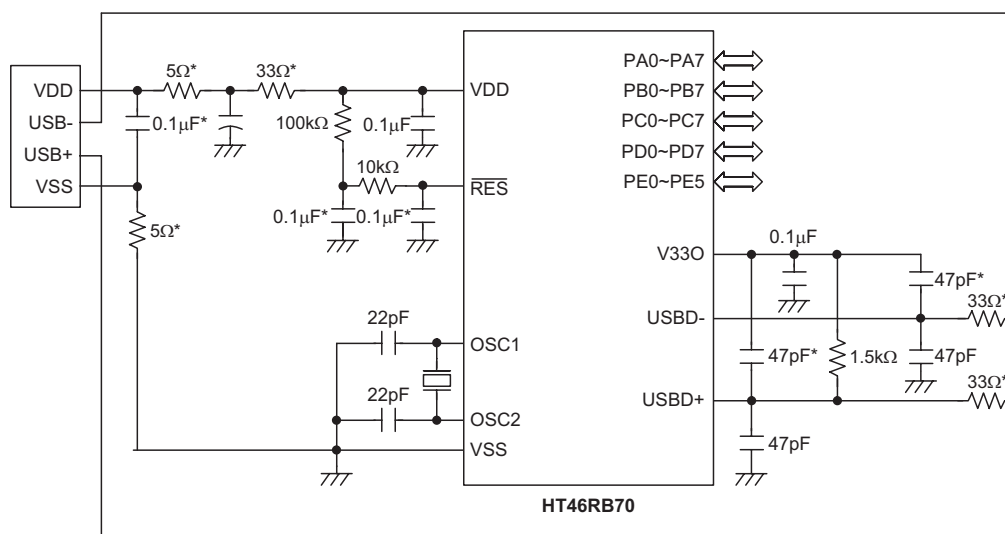 VDD
USB-
USB+
VSS
5Ω*
33Ω*
0.1μF*
100kΩ
0.1μF
10kΩ
0.1μF*
0.1μF*
5Ω*
22pF
22pF
VDD
RES
OSC1
OSC2
VSS
PA0~PA7
PB0~PB7
PC0~PC7
PD0~PD7
PE0~PE5
V33O
USBD-
USBD+
0.1μF
47pF*
33Ω*
47pF*
1.5kΩ
47pF
33Ω*
47pF
HT46RB70